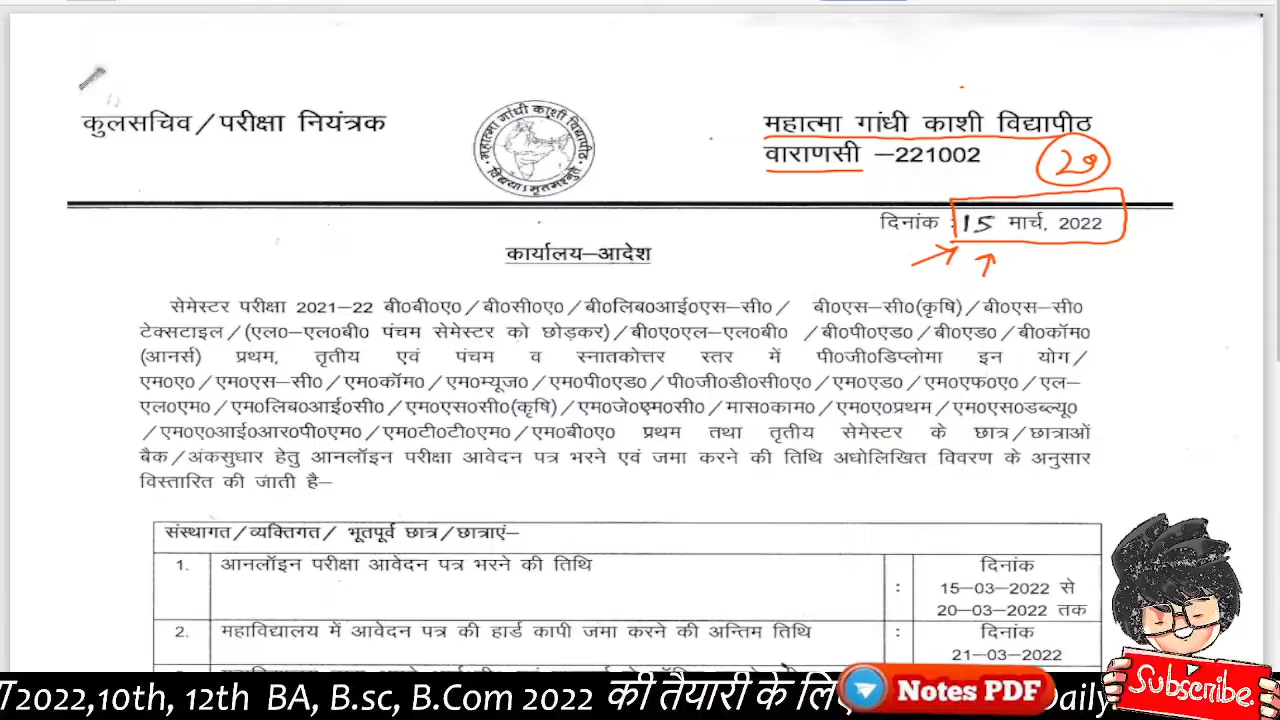 कुलसचिव/परीक्षा नियंत्रक
महात्मा गांधी काशी विद्यापीठ
विद्ययाऽमृतमश्नुते
महात्मा गांधी काशी विद्यापीठ
वाराणसी –221002
दिनांक : 15 मार्च, 2022
कार्यालय–आदेश
सेमेस्टर परीक्षा 2021–22 बी0बी0ए0/बी0सी0ए0/बी0लिब0आई0एस–सी0/ बी0एस–सी0(कृषि)/बी0एस–सी0
टेक्सटाइल/(एल0–एल0बी0 पंचम सेमेस्टर को छोड़कर)/बी0ए0एल–एल0बी0 /बी0पी0एड0/बी0एड0/बी0कॉम0
(आनर्स) प्रथम, तृतीय एवं पंचम व स्नातकोत्तर स्तर में पी0जी0डिप्लोमा इन योग/
एम0ए0/एम0एस–सी0/एम0कॉम0/एम0म्यूज0/एम0पी0एड0/पी0जी0डी0सी0ए0/एम0एड0/एम0एफ0ए0/एल–
एल0एम0/एम0लिब0आई0सी0/एम0एस0सी0(कृषि)/एम0जे0एम0सी0/मास0काम0/एम0ए0प्रथम/एम0एस0डब्ल्यू0
/एम0ए0आई0आर0पी0एम0/एम0टी0टी0एम0/एम0बी0ए0 प्रथम तथा तृतीय सेमेस्टर के छात्र/छात्राओं
बैक/अंकसुधार हेतु आनलॉइन परीक्षा आवेदन पत्र भरने एवं जमा करने की तिथि अधोलिखित विवरण के अनुसार
विस्तारित की जाती है–
संस्थागत/व्यक्तिगत/ भूतपूर्व छात्र/छात्राएं–
1. आनलॉइन परीक्षा आवेदन पत्र भरने की तिथि : दिनांक
15–03–2022 से
20–03–2022 तक
2. महाविद्यालय में आवेदन पत्र की हार्ड कापी जमा करने की अन्तिम तिथि : दिनांक
21–03–2022
2022,10th, 12th BA, B.sc, B.Com 2022 की तैयारी के लिए
Notes PDF
Daily
Subscribe.